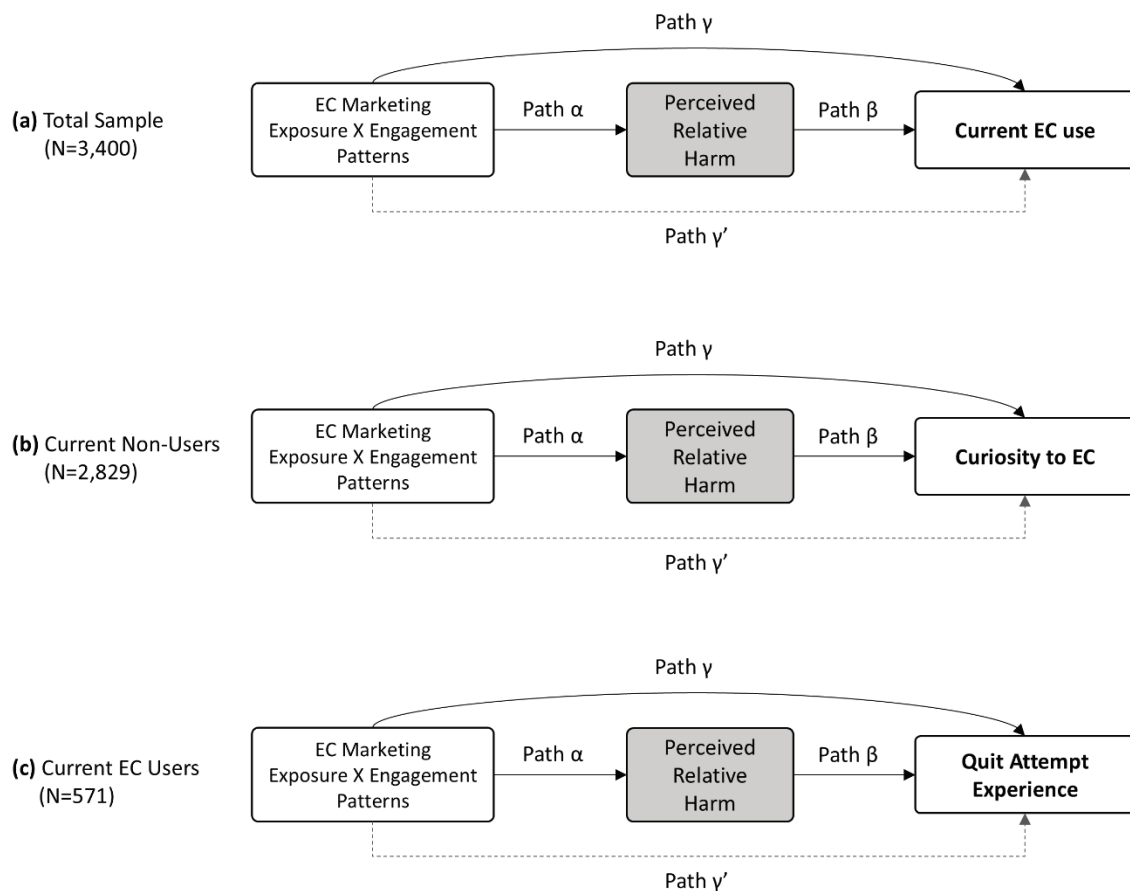 Path γ
(a) Total Sample
(N=3,400)
EC Marketing
Exposure X Engagement
Patterns
Path α
Perceived
Relative
Harm
Path β
Current EC use
Path γ’
Path γ
(b) Current Non-Users
(N=2,829)
EC Marketing
Exposure X Engagement
Patterns
Path α
Perceived
Relative
Harm
Path β
Curiosity to EC
Path γ’
Path γ
(c) Current EC Users
(N=571)
EC Marketing
Exposure X Engagement
Patterns
Path α
Perceived
Relative
Harm
Path β
Quit Attempt
Experience
Path γ’